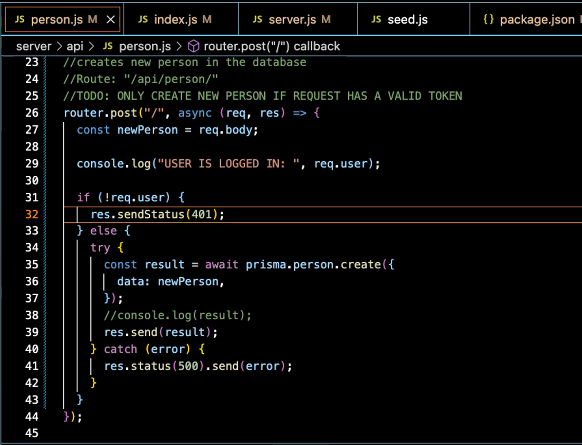 JS person.js M × JS index.js M JS server.js M JS seed.js {} package.json M
server > api > JS person.js > router.post("/") callback
23 //creates new person in the database
24 //Route: "/api/person/"
25 //TODO: ONLY CREATE NEW PERSON IF REQUEST HAS A VALID TOKEN
26 router.post("/", async (req, res) => {
27 const newPerson = req.body;
28
29 console.log("USER IS LOGGED IN: ", req.user);
30
31 if (!req.user) {
32 res.sendStatus(401);
33 } else {
34 try {
35 const result = await prisma.person.create({
36 data: newPerson,
37 });
38 //console.log(result);
39 res.send(result);
40 } catch (error) {
41 res.status(500).send(error);
42 }
43 }
44 });
45